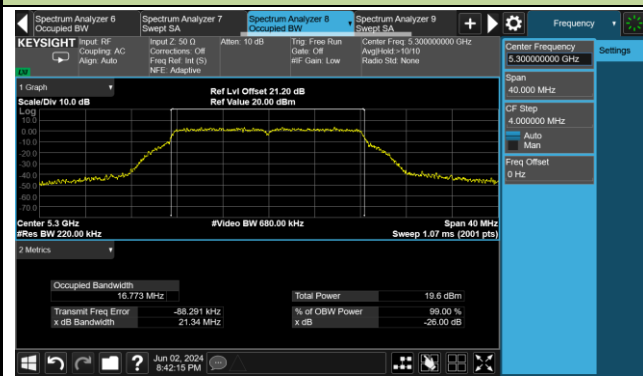 Spectrum Analyzer 6
Occupied BW
Spectrum Analyzer 7
Swept SA
Spectrum Analyzer 8
Occupied BW
Spectrum Analyzer 9
Swept SA
Frequency
KEYSIGHT
Input: RF
Coupling: AC
Align: Auto
Input Z: 50 Ω
Corrections: Off
Freq Ref: Int (S)
NFE: Adaptive
Atten: 10 dB
Trig: Free Run
Gate: Off
#IF Gain: Low
Center Freq: 5.300000000 GHz
Avg|Hold:>10/10
Radio Std: None
Center Frequency
5.300000000 GHz
Settings
Span
40.000 MHz
CF Step
4.000000 MHz
Auto
Man
Freq Offset
0 Hz
1 Graph
Scale/Div 10.0 dB
Ref Lvl Offset 21.20 dB
Ref Value 20.00 dBm
Log
10.0
0.00
-10.0
-20.0
-30.0
-40.0
-50.0
-60.0
-70.0
Center 5.3 GHz
#Res BW 220.00 kHz
#Video BW 680.00 kHz
Span 40 MHz
Sweep 1.07 ms (2001 pts)
2 Metrics
Occupied Bandwidth
16.773 MHz
Total Power
19.6 dBm
Transmit Freq Error
-88.291 kHz
% of OBW Power
99.00 %
x dB Bandwidth
21.34 MHz
x dB
-26.00 dB
Jun 02, 2024
8:42:15 PM